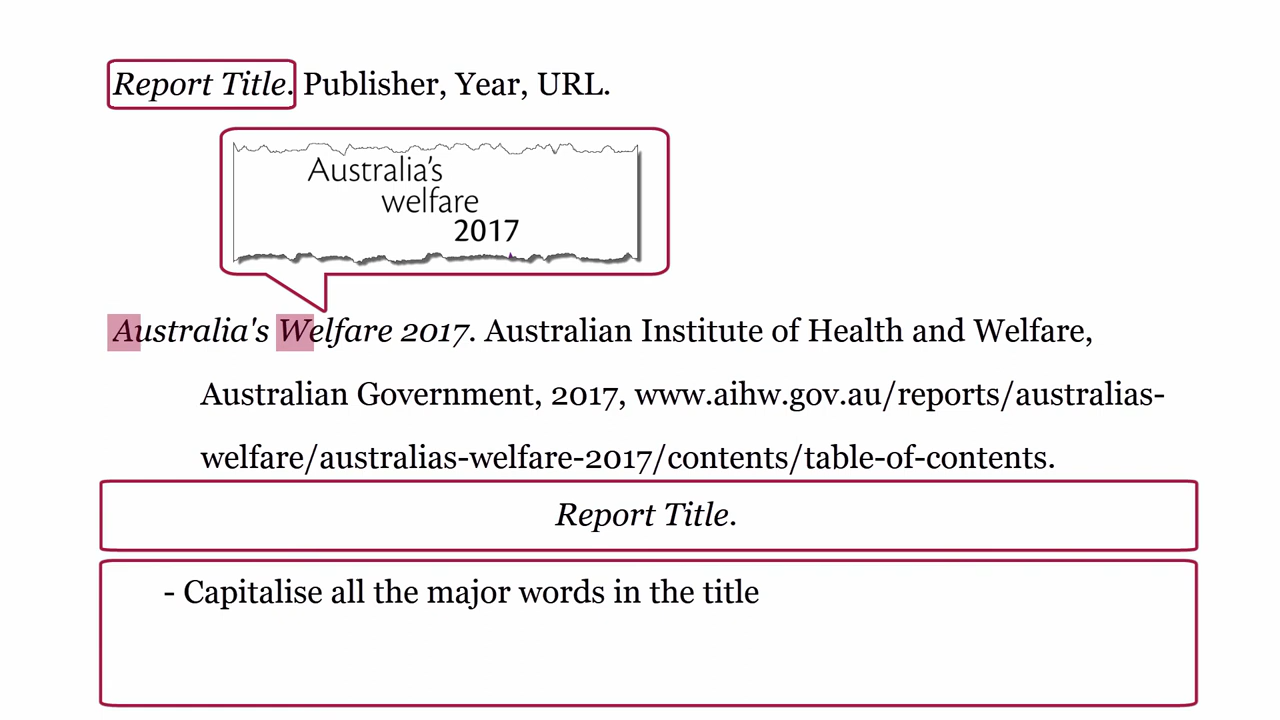 Report Title. Publisher, Year, URL.
Australia's
welfare
2017
Australia's Welfare 2017. Australian Institute of Health and Welfare,
Australian Government, 2017, www.aihw.gov.au/reports/australias-
welfare/australias-welfare-2017/contents/table-of-contents.
Report Title.
- Capitalise all the major words in the title